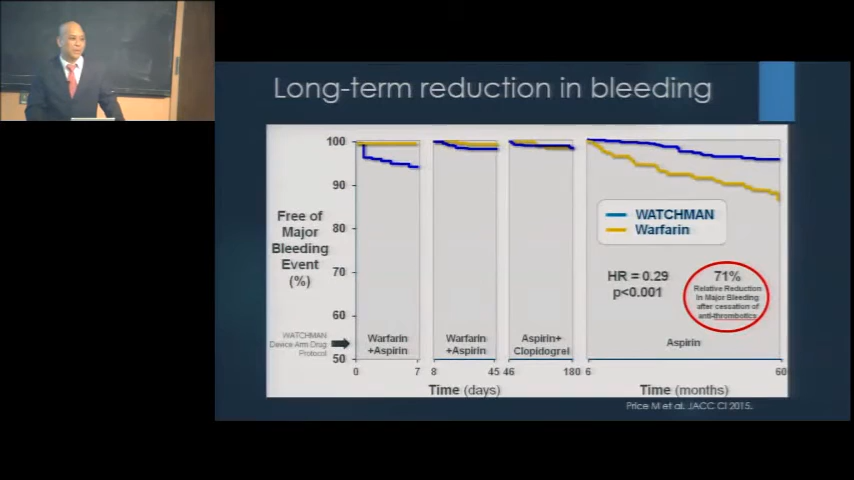 Long-term reduction in bleeding
100
90
80
70
60
50
Free of
Major
Bleeding
Event
(%)
WATCHMAN
Device Arm Drug
Protocol
Warfarin
+Aspirin
Warfarin
+Aspirin
Aspirin+
Clopidogrel
Aspirin
WATCHMAN
Warfarin
HR = 0.29
p<0.001
71%
Relative Reduction
In Major Bleeding
after cessation of
anti-thrombotics
0 7 8 45 46 180 6 60
Time (days) Time (months)
Price M et al. JACC CI 2015.